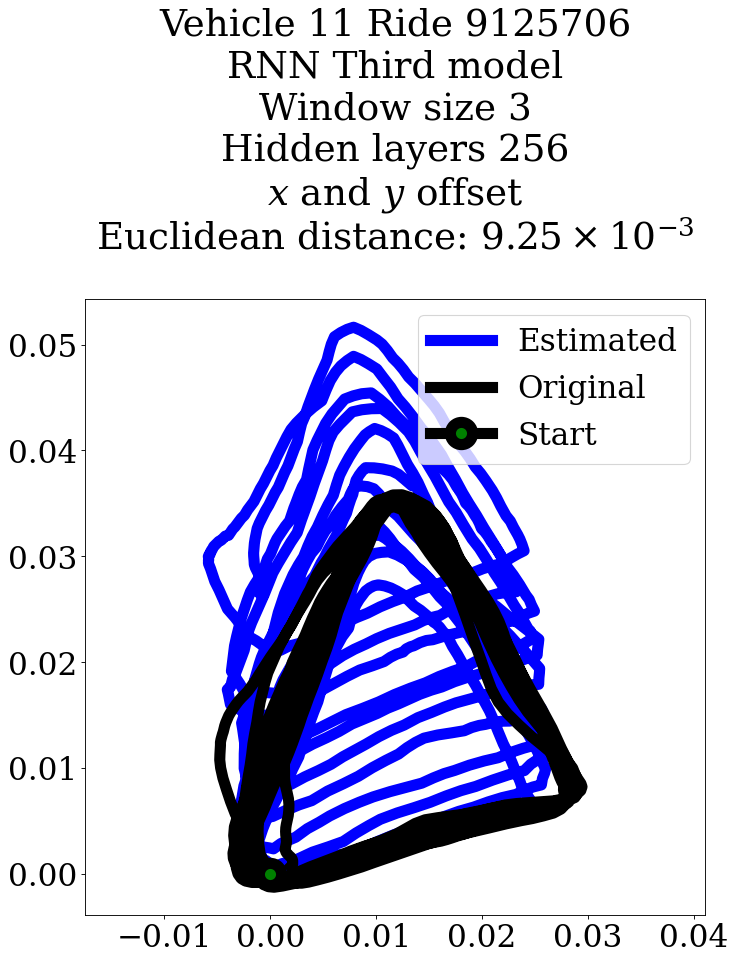 Vehicle 11 Ride 9125706
RNN Third model
Window size 3
Hidden layers 256
x and y offset
Euclidean distance: 9.25 × 10⁻³
Estimated
Original
Start
0.05
0.04
0.03
0.02
0.01
0.00
−0.01 0.00 0.01 0.02 0.03 0.04